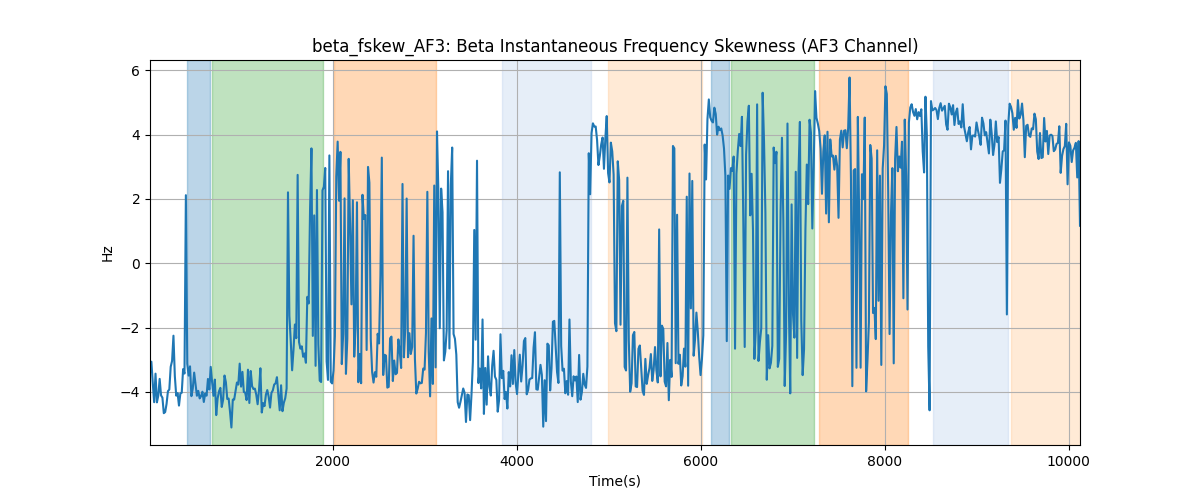 beta_fskew_AF3: Beta Instantaneous Frequency Skewness (AF3 Channel)
6
4
2
0
−2
−4
Hz
2000 4000 6000 8000 10000
Time(s)